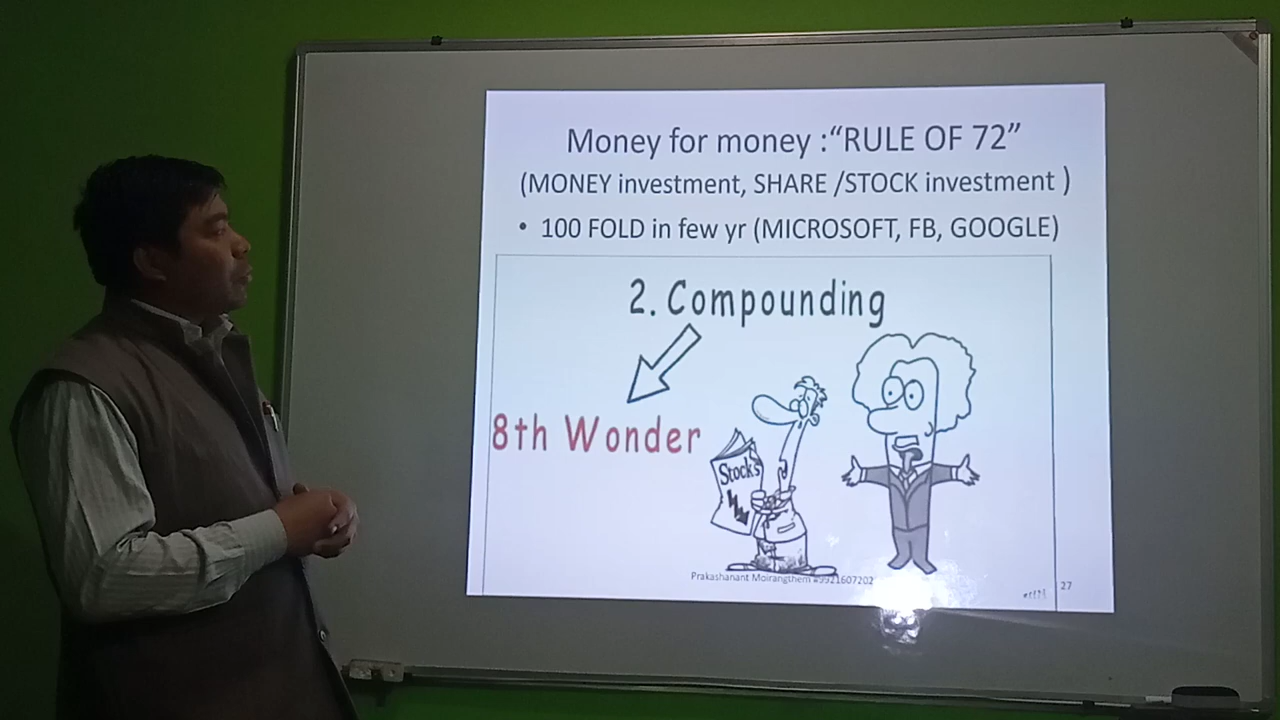 Money for money :“RULE OF 72”
(MONEY investment, SHARE /STOCK investment )
• 100 FOLD in few yr (MICROSOFT, FB, GOOGLE)
2. Compounding
8th Wonder
Stocks
Prakashanant Moirangthem #9921607202
27